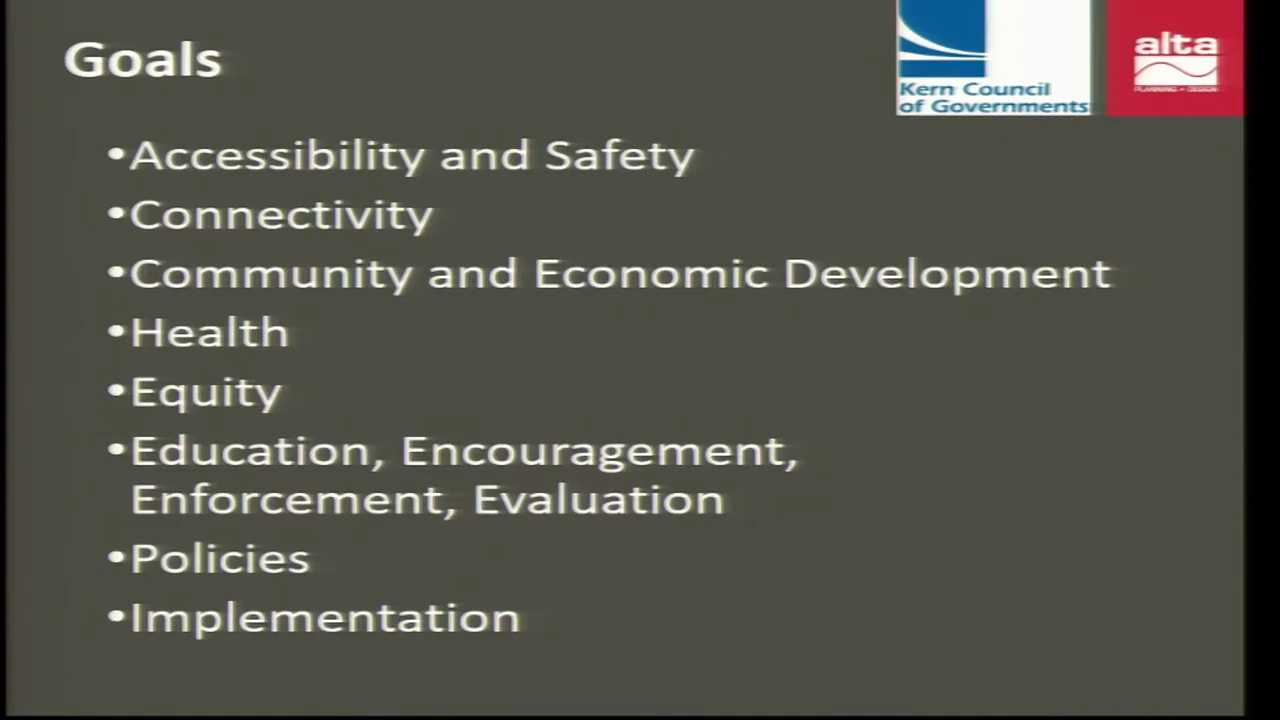 Goals
Kern Council
of Governments
alta
PLANNING + DESIGN
•Accessibility and Safety
•Connectivity
•Community and Economic Development
•Health
•Equity
•Education, Encouragement,
Enforcement, Evaluation
•Policies
•Implementation